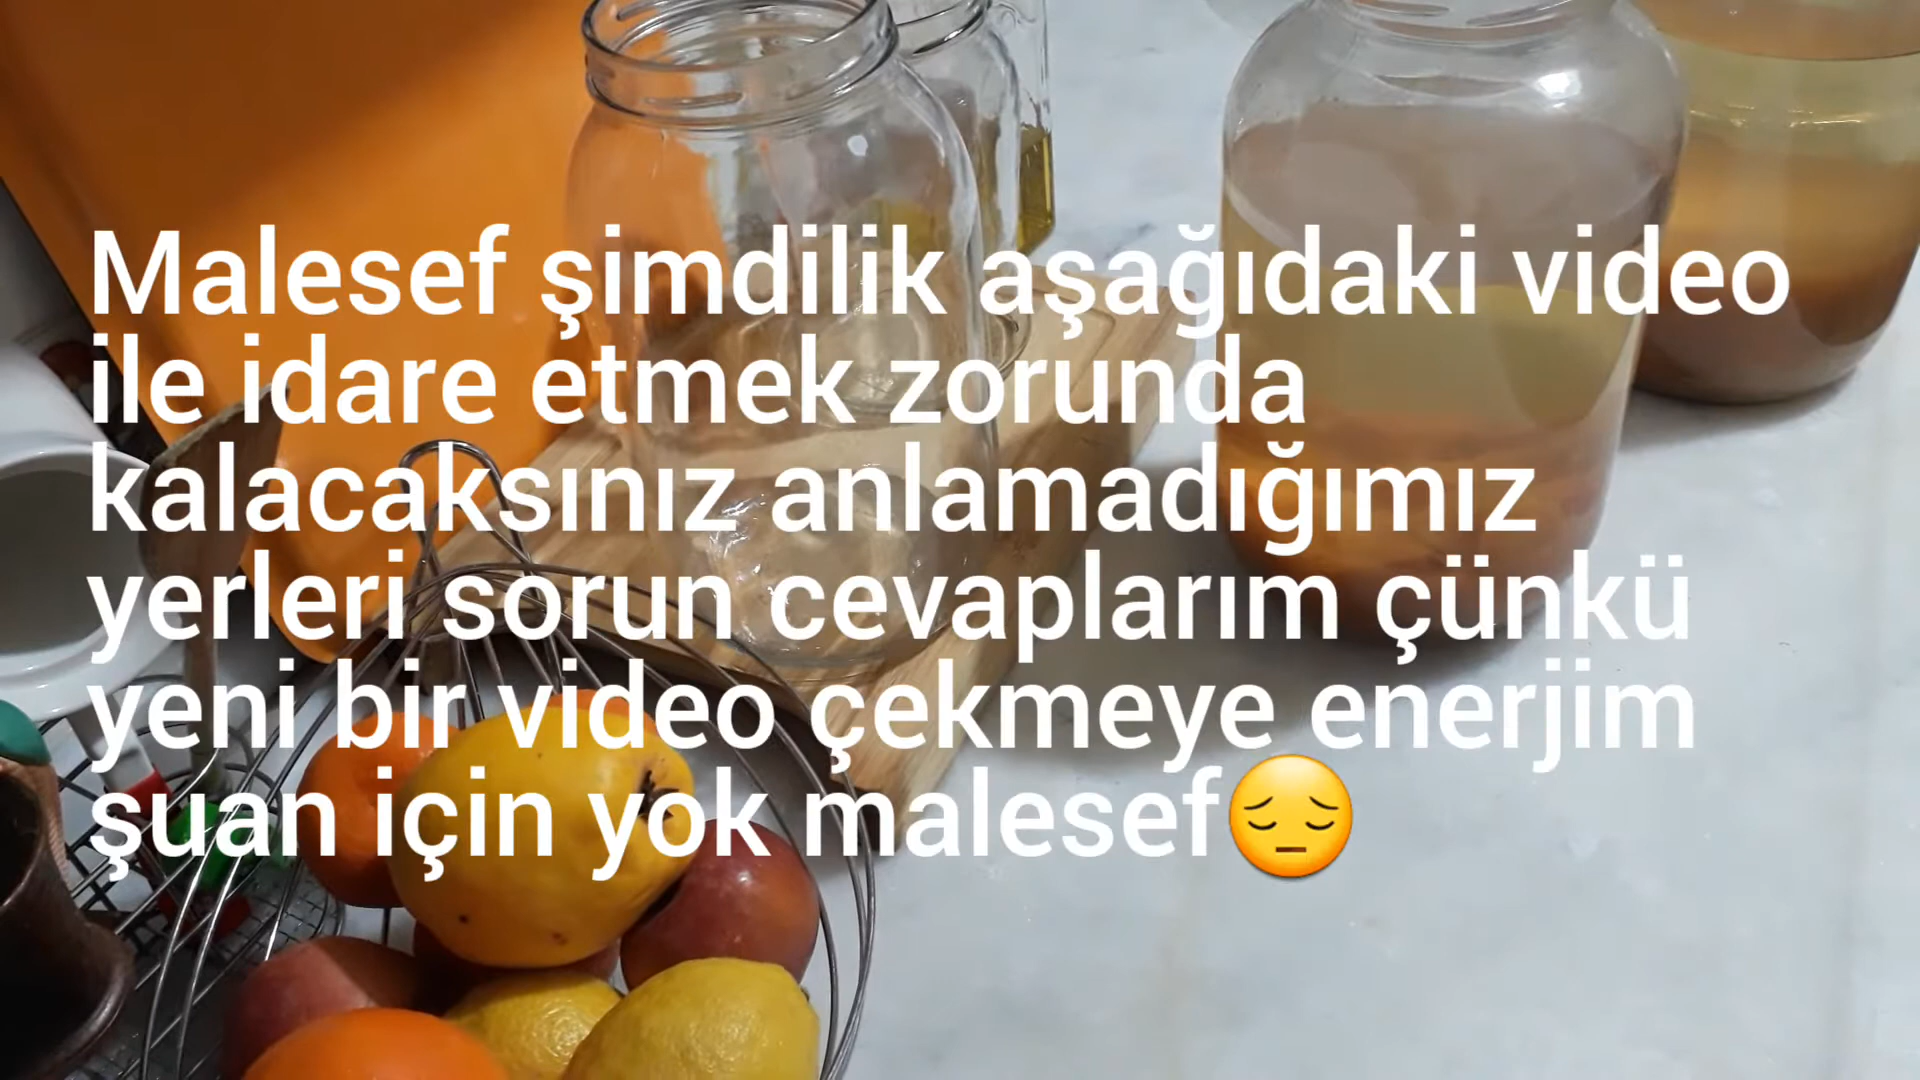 Malesef şimdilik aşağıdaki video
ile idare etmek zorunda
kalacaksınız anlamadığımız
yerleri sorun cevaplarım çünkü
yeni bir video çekmeye enerjim
şuan için yok malesef😔